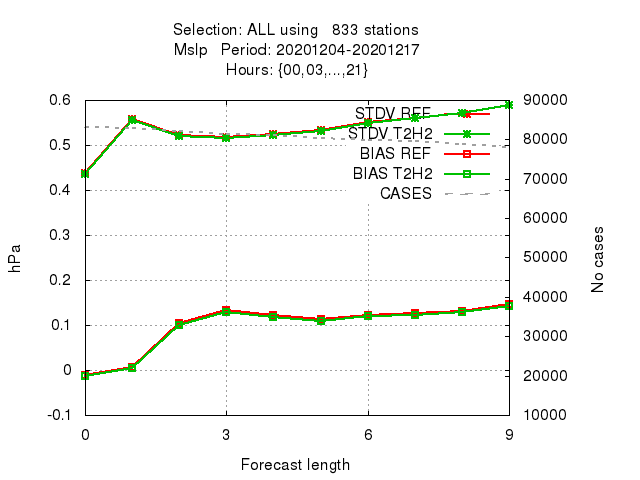 Selection: ALL using   833 stations
Mslp   Period: 20201204-20201217
Hours: {00,03,...,21}
0.6
0.5
0.4
0.3
0.2
0.1
0
-0.1
hPa
STDV REF
STDV T2H2
BIAS REF
BIAS T2H2
CASES
90000
80000
70000
60000
50000
40000
30000
20000
10000
No cases
0 3 6 9
Forecast length